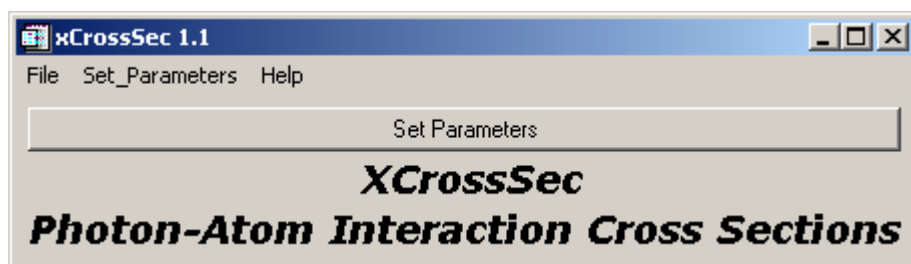 xCrossSec 1.1
File Set_Parameters Help
Set Parameters
XCrossSec
Photon-Atom Interaction Cross Sections